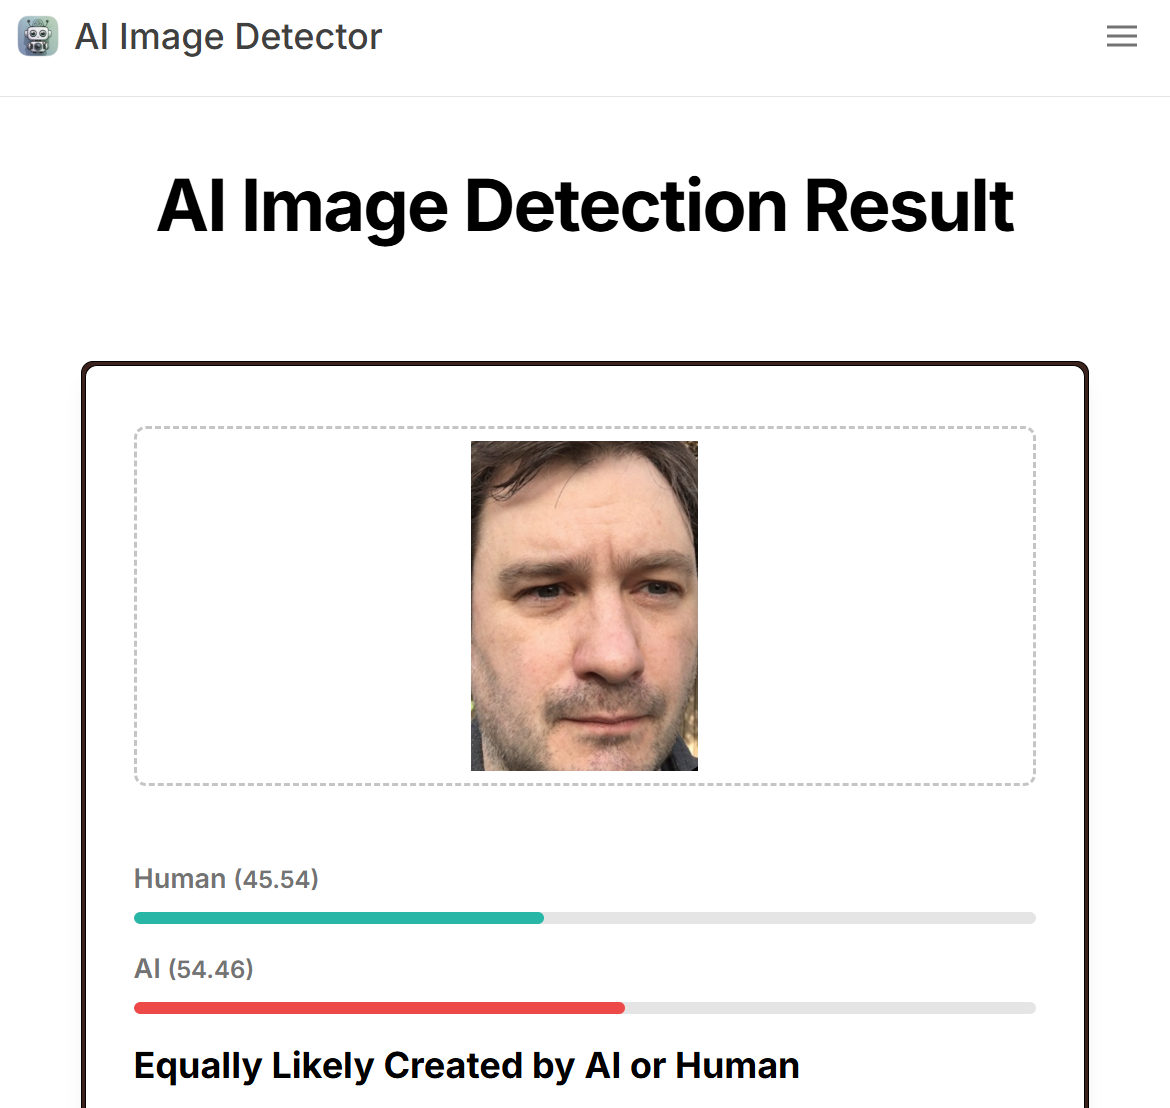 AI Image Detector
AI Image Detection Result
Human (45.54)
AI (54.46)
Equally Likely Created by AI or Human